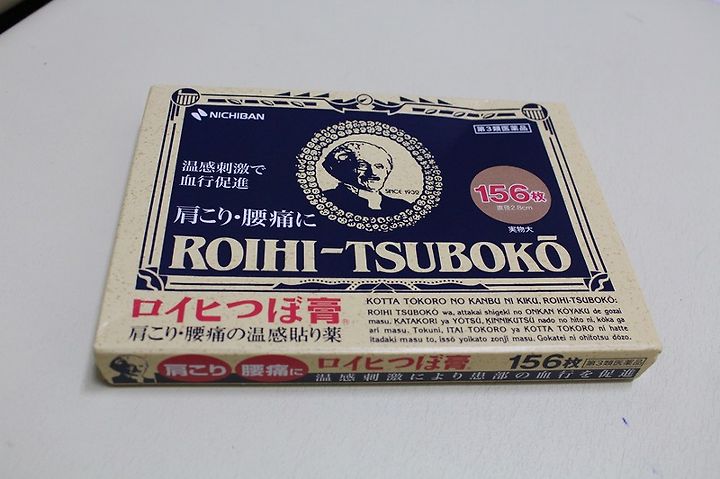 NICHIBAN
第3類医薬品
温感刺激で
血行促進
SINCE 1932
156枚
直径2.8cm
実物大
肩こり・腰痛に
ROIHI-TSUBOKŌ
ロイヒつぼ膏®
肩こり・腰痛の温感貼り薬
KOTTA TOKORO NO KANBU NI KIKU, ROIHI-TSUBOKŌ:
ROIHI TSUBOKŌ wa, attakai shigeki no ONKAN KŌYAKU de gozai
masu. KATAKORI ya YŌTSŪ, KINNIKUTSŪ nado no hito ni, kōka ga
ari masu. Tokuni, ITAI TOKORO ya KOTTA TOKORO ni hatte
itadaki masu to, issō yoikato zonji masu. Gokatei ni ohitotsu dōzo.
肩こり 腰痛に ロイヒつぼ膏 156枚 第3類医薬品
温感刺激により患部の血行を促進